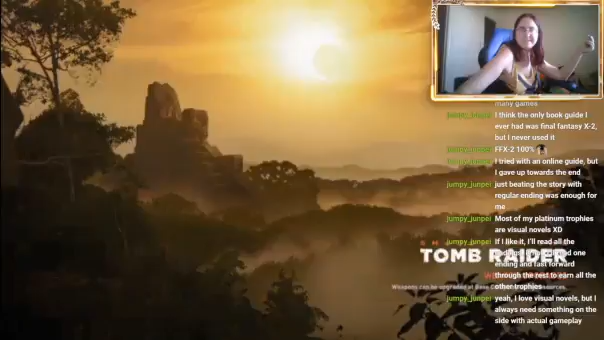 many games
jumpy_junpei I think the only book guide I
ever had was final fantasy X-2,
but I never used it
jumpy_junpei FFX-2 100%
jumpy_junpei I tried with an online guide, but
I gave up towards the end
jumpy_junpei just beating the story with
regular ending was enough for
me
jumpy_junpei Most of my platinum trophies
are visual novels XD
jumpy_junpei If I like it, I'll read all the
one
TOMB RAIDER
ending and fast forward
through the rest to earn all the
other trophies
Weapons can be upgraded at Base
jumpy_junpei yeah, I love visual novels, but I
always need something on the
side with actual gameplay